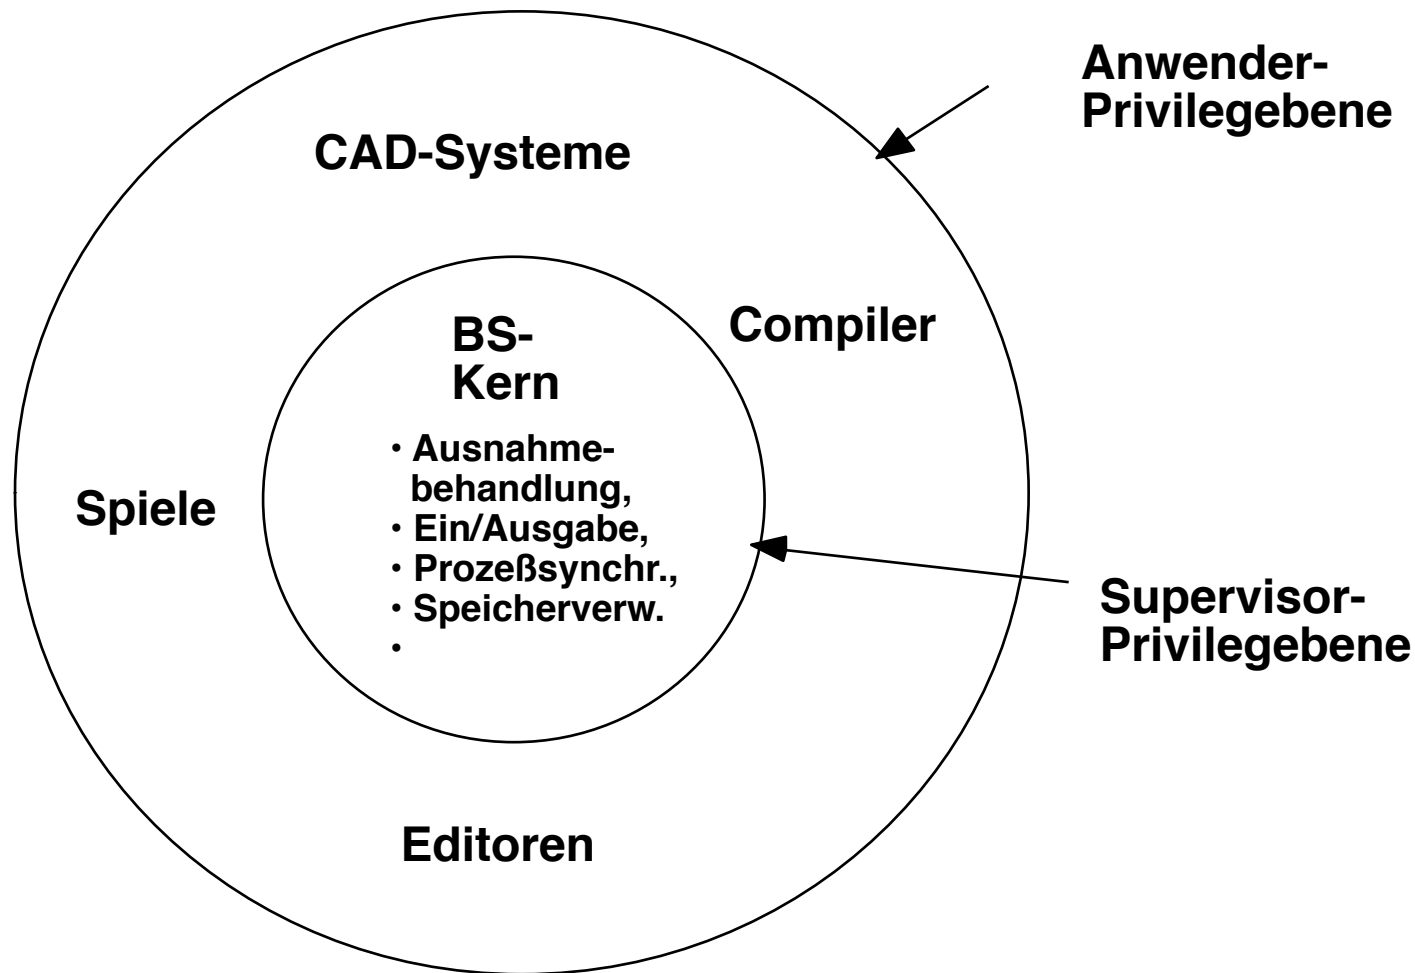 Anwender-
Privilegebene
CAD-Systeme
Compiler
BS-
Kern
· Ausnahme-
behandlung,
· Ein/Ausgabe,
· Prozeßsynchr.,
· Speicherverw.
·
Spiele
Supervisor-
Privilegebene
Editoren